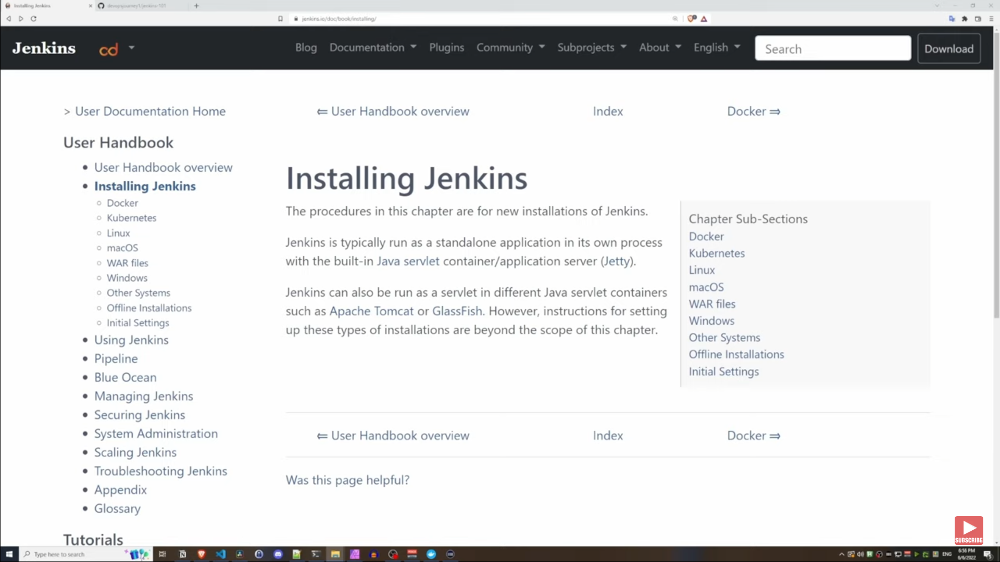 Installing Jenkins
devopsjourney1/jenkins-101
jenkins.io/doc/book/installing/
Jenkins
cd
Blog
Documentation
Plugins
Community
Subprojects
About
English
Search
Download
> User Documentation Home
⇐ User Handbook overview
Index
Docker ⇒
User Handbook
User Handbook overview
Installing Jenkins
Docker
Kubernetes
Linux
macOS
WAR files
Windows
Other Systems
Offline Installations
Initial Settings
Using Jenkins
Pipeline
Blue Ocean
Managing Jenkins
Securing Jenkins
System Administration
Scaling Jenkins
Troubleshooting Jenkins
Appendix
Glossary
Tutorials
Installing Jenkins
The procedures in this chapter are for new installations of Jenkins.
Jenkins is typically run as a standalone application in its own process
with the built-in Java servlet container/application server (Jetty).
Jenkins can also be run as a servlet in different Java servlet containers
such as Apache Tomcat or GlassFish. However, instructions for setting
up these types of installations are beyond the scope of this chapter.
Chapter Sub-Sections
Docker
Kubernetes
Linux
macOS
WAR files
Windows
Other Systems
Offline Installations
Initial Settings
⇐ User Handbook overview
Index
Docker ⇒
Was this page helpful?
SUBSCRIBE
Type here to search
ENG
6:56 PM
6/6/2022